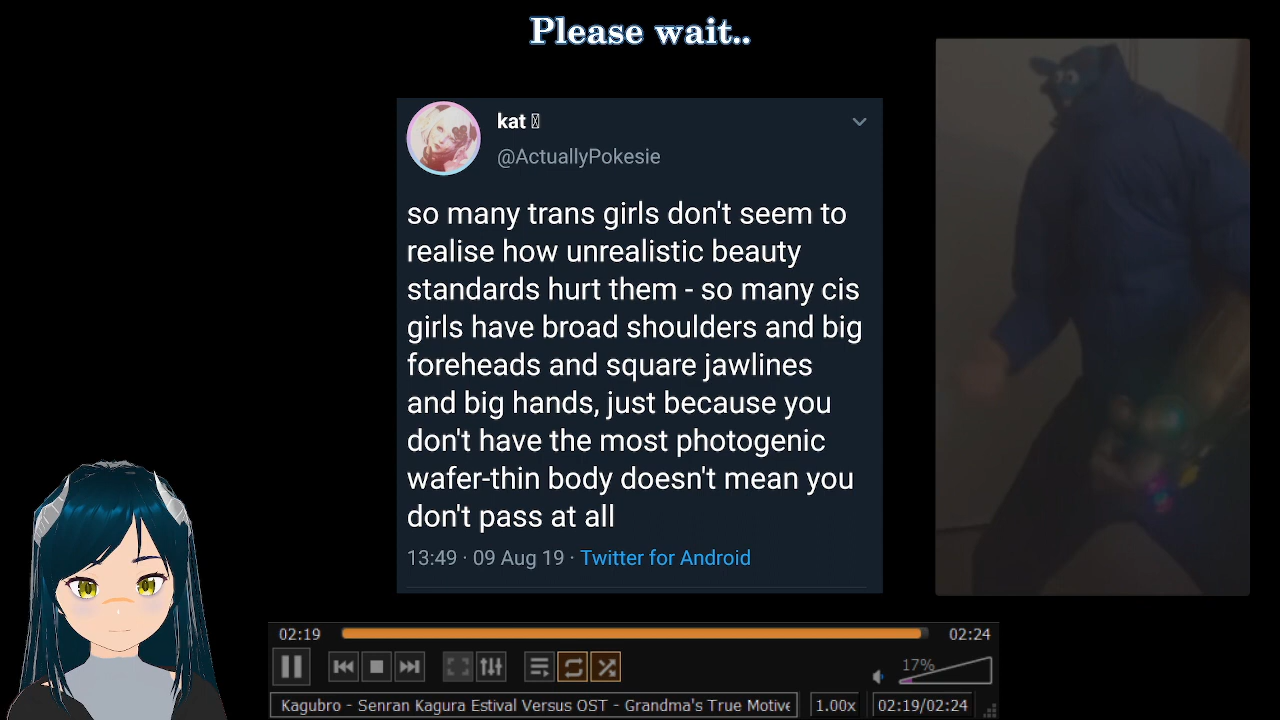 Please wait..
kat
@ActuallyPokesie
so many trans girls don't seem to
realise how unrealistic beauty
standards hurt them - so many cis
girls have broad shoulders and big
foreheads and square jawlines
and big hands, just because you
don't have the most photogenic
wafer-thin body doesn't mean you
don't pass at all
13:49 · 09 Aug 19 · Twitter for Android
02:19 02:24
17%
Kagubro - Senran Kagura Estival Versus OST - Grandma's True Motive 1.00x 02:19/02:24